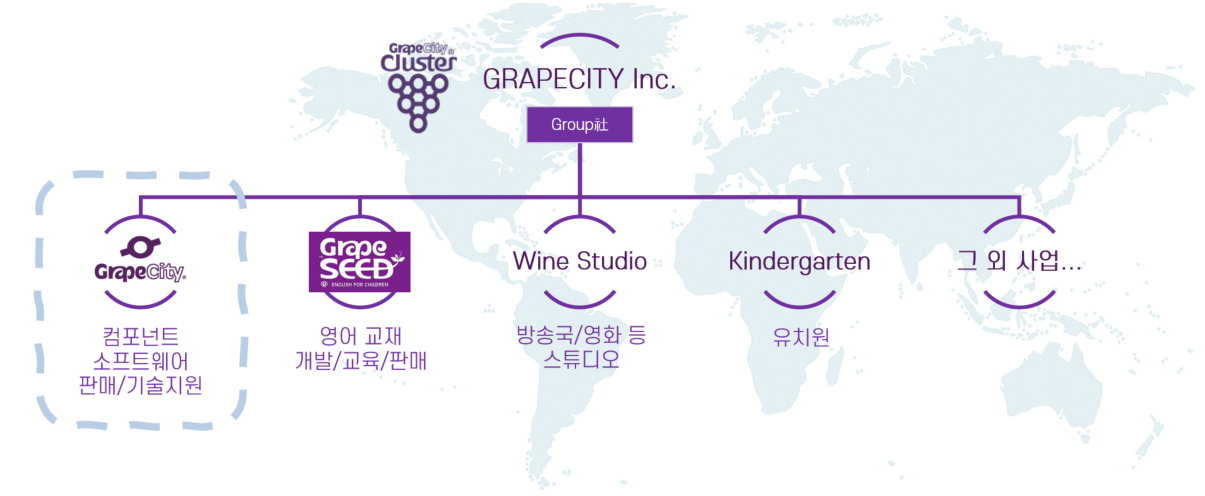 GrapeCity
Cluster
GRAPECITY Inc.
Group社
GrapeCity
Grape
SEED
ENGLISH FOR CHILDREN
Wine Studio
Kindergarten
그 외 사업...
컴포넌트
소프트웨어
판매/기술지원
영어 교재
개발/교육/판매
방송국/영화 등
스튜디오
유치원